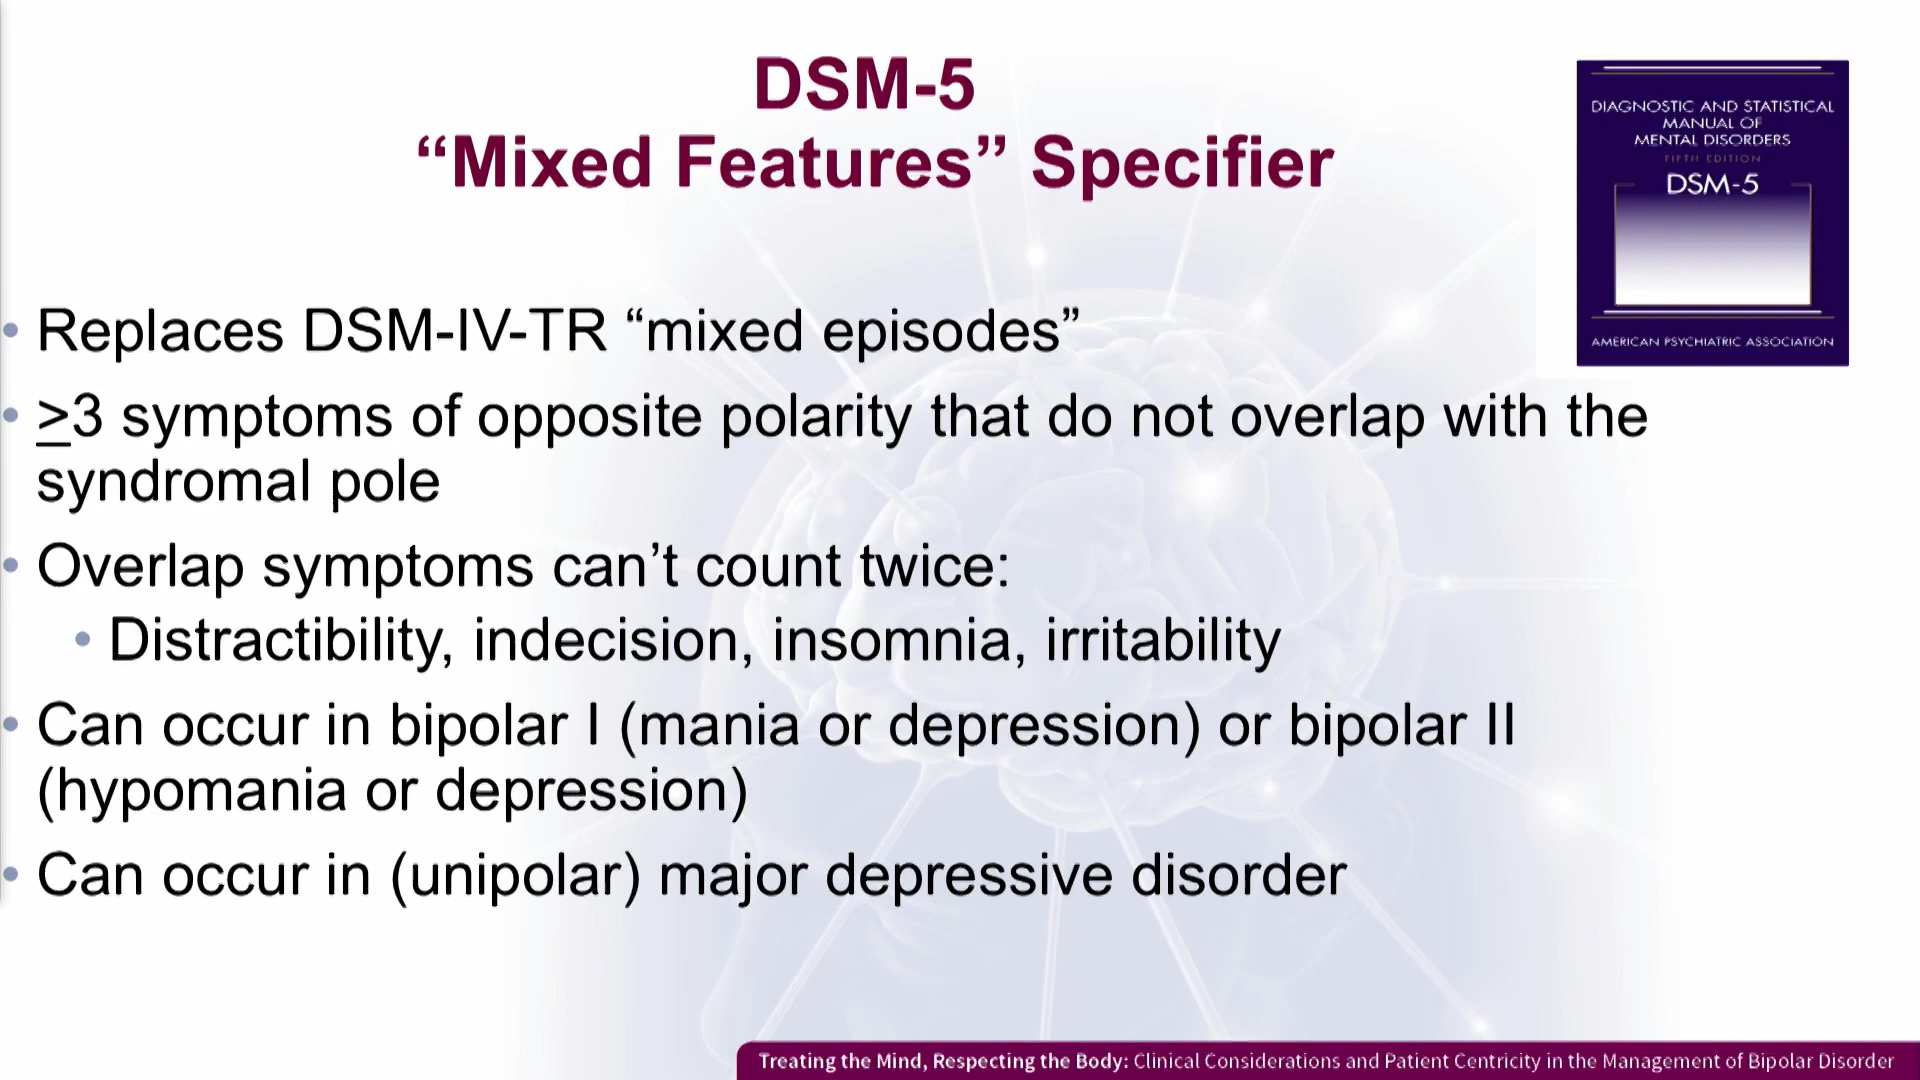 DSM-5
“Mixed Features” Specifier
DIAGNOSTIC AND STATISTICAL
MANUAL OF
MENTAL DISORDERS
FIFTH EDITION
DSM-5
AMERICAN PSYCHIATRIC ASSOCIATION
• Replaces DSM-IV-TR “mixed episodes”
• ≥3 symptoms of opposite polarity that do not overlap with the
syndromal pole
• Overlap symptoms can’t count twice:
• Distractibility, indecision, insomnia, irritability
• Can occur in bipolar I (mania or depression) or bipolar II
(hypomania or depression)
• Can occur in (unipolar) major depressive disorder
Treating the Mind, Respecting the Body: Clinical Considerations and Patient Centricity in the Management of Bipolar Disorder